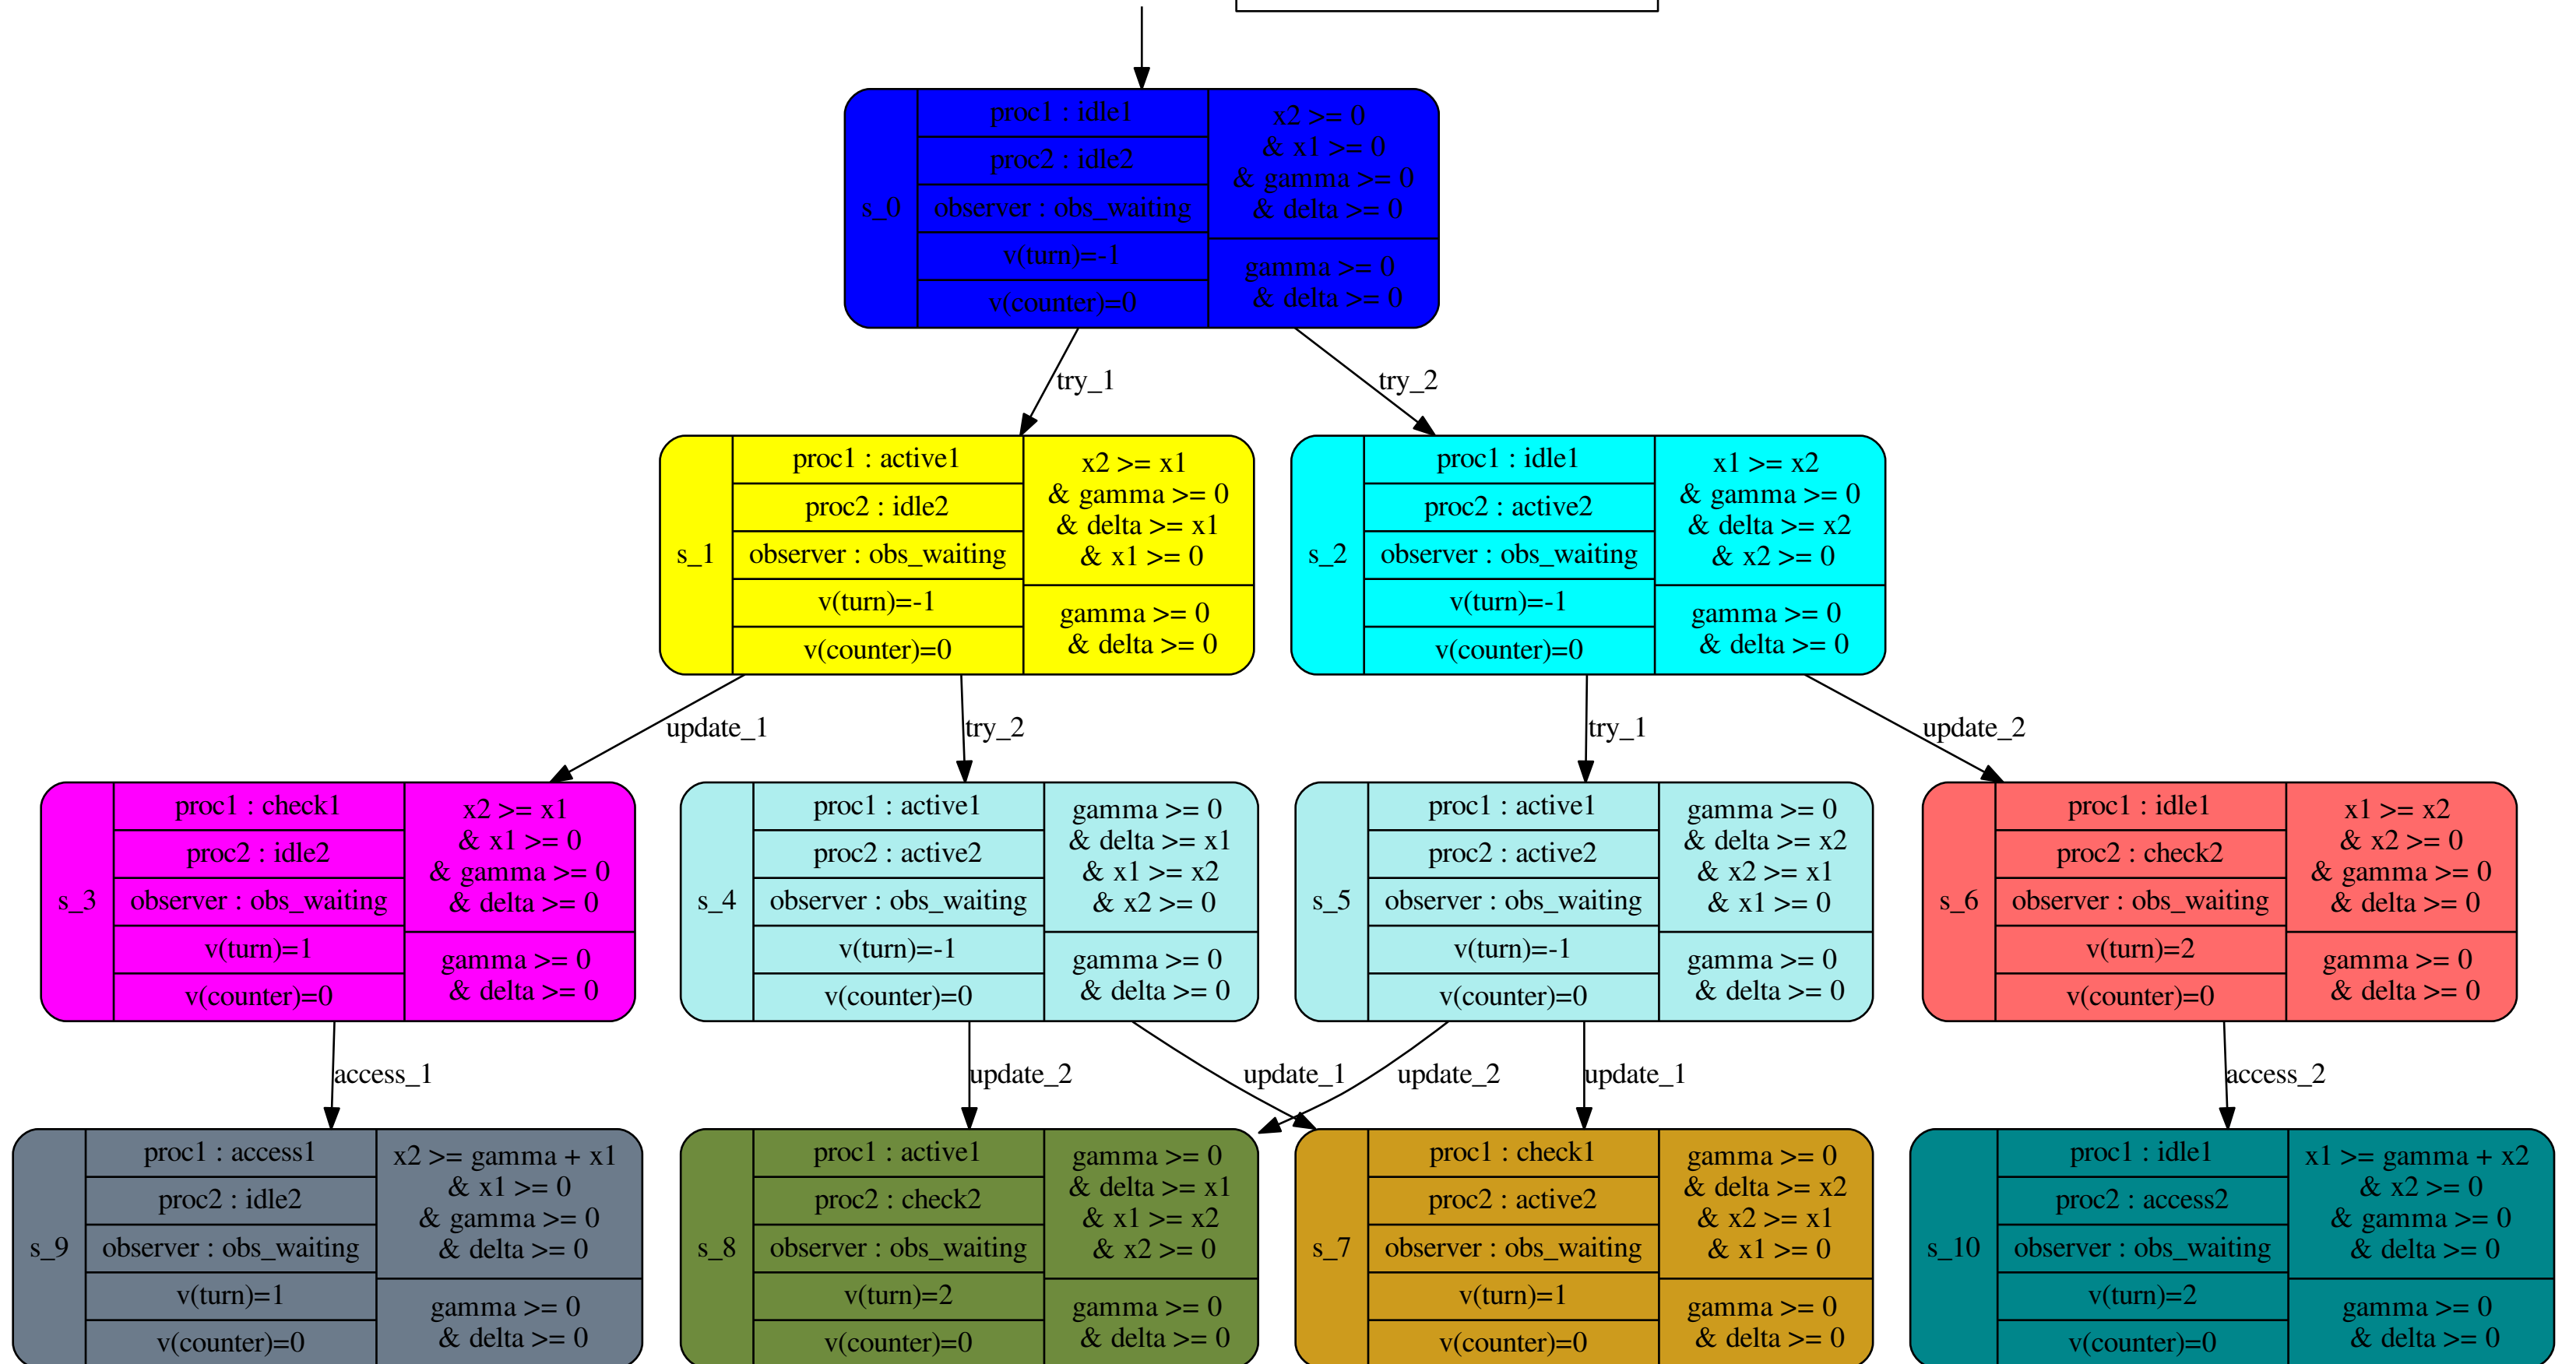 s_0
proc1 : idle1
proc2 : idle2
observer : obs_waiting
v(turn)=-1
v(counter)=0
x2 >= 0
& x1 >= 0
& gamma >= 0
& delta >= 0
gamma >= 0
& delta >= 0
try_1
try_2
s_1
proc1 : active1
proc2 : idle2
observer : obs_waiting
v(turn)=-1
v(counter)=0
x2 >= x1
& gamma >= 0
& delta >= x1
& x1 >= 0
gamma >= 0
& delta >= 0
s_2
proc1 : idle1
proc2 : active2
observer : obs_waiting
v(turn)=-1
v(counter)=0
x1 >= x2
& gamma >= 0
& delta >= x2
& x2 >= 0
gamma >= 0
& delta >= 0
update_1
try_2
try_1
update_2
s_3
proc1 : check1
proc2 : idle2
observer : obs_waiting
v(turn)=1
v(counter)=0
x2 >= x1
& x1 >= 0
& gamma >= 0
& delta >= 0
gamma >= 0
& delta >= 0
s_4
proc1 : active1
proc2 : active2
observer : obs_waiting
v(turn)=-1
v(counter)=0
gamma >= 0
& delta >= x1
& x1 >= x2
& x2 >= 0
gamma >= 0
& delta >= 0
s_5
proc1 : active1
proc2 : active2
observer : obs_waiting
v(turn)=-1
v(counter)=0
gamma >= 0
& delta >= x2
& x2 >= x1
& x1 >= 0
gamma >= 0
& delta >= 0
s_6
proc1 : idle1
proc2 : check2
observer : obs_waiting
v(turn)=2
v(counter)=0
x1 >= x2
& x2 >= 0
& gamma >= 0
& delta >= 0
gamma >= 0
& delta >= 0
access_1
update_2
update_1
update_2
update_1
access_2
s_9
proc1 : access1
proc2 : idle2
observer : obs_waiting
v(turn)=1
v(counter)=0
x2 >= gamma + x1
& x1 >= 0
& gamma >= 0
& delta >= 0
gamma >= 0
& delta >= 0
s_8
proc1 : active1
proc2 : check2
observer : obs_waiting
v(turn)=2
v(counter)=0
gamma >= 0
& delta >= x1
& x1 >= x2
& x2 >= 0
gamma >= 0
& delta >= 0
s_7
proc1 : check1
proc2 : active2
observer : obs_waiting
v(turn)=1
v(counter)=0
gamma >= 0
& delta >= x2
& x2 >= x1
& x1 >= 0
gamma >= 0
& delta >= 0
s_10
proc1 : idle1
proc2 : access2
observer : obs_waiting
v(turn)=2
v(counter)=0
x1 >= gamma + x2
& x2 >= 0
& gamma >= 0
& delta >= 0
gamma >= 0
& delta >= 0